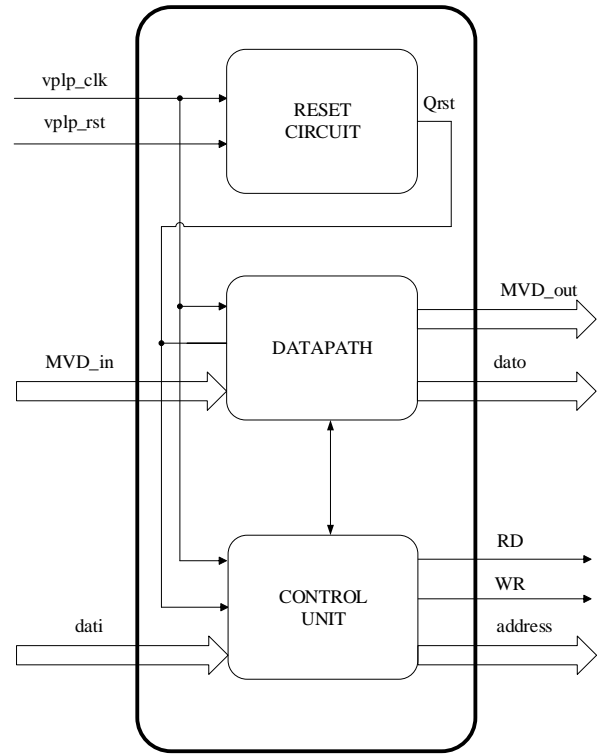 vplp_clk
vplp_rst
RESET
CIRCUIT
Qrst
MVD_in
DATAPATH
MVD_out
dato
dati
CONTROL
UNIT
RD
WR
address